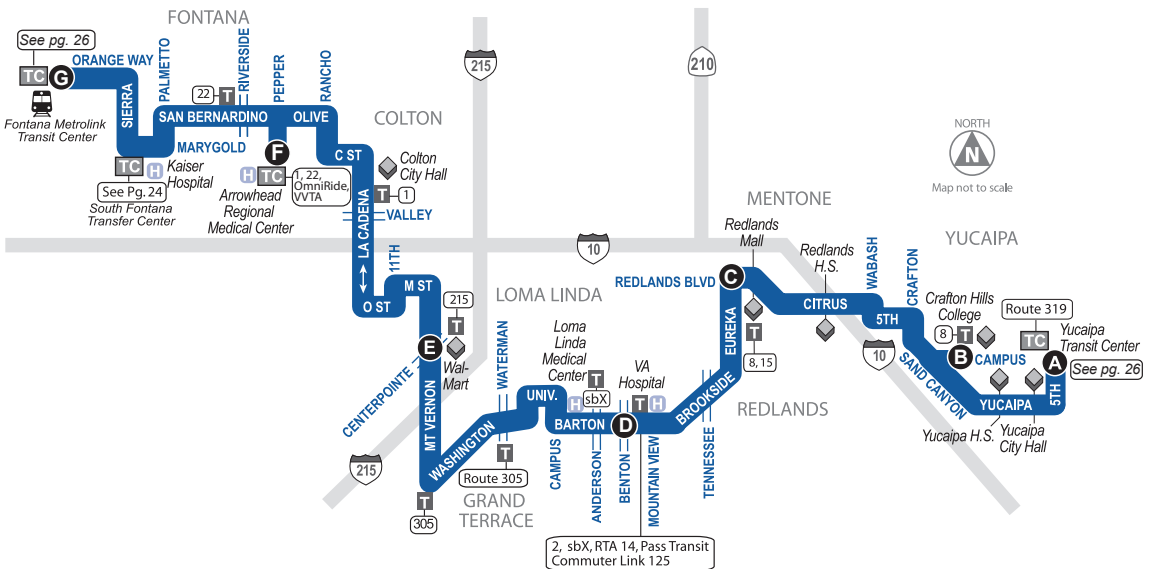 FONTANA
See pg. 26
TC
G
ORANGE WAY
Fontana Metrolink
Transit Center
SIERRA
PALMETTO
RIVERSIDE
PEPPER
RANCHO
22
T
SAN BERNARDINO
OLIVE
MARYGOLD
TC
H
Kaiser
Hospital
See Pg. 24
South Fontana
Transfer Center
F
H
TC
1, 22,
OmniRide,
VVTA
Arrowhead
Regional
Medical Center
COLTON
C ST
Colton
City Hall
T
1
LA CADENA
VALLEY
215
210
10
NORTH
N
Map not to scale
11TH
M ST
O ST
215
T
E
Wal-
Mart
CENTERPOINTE
MT VERNON
215
T
305
WASHINGTON
WATERMAN
T
Route 305
GRAND
TERRACE
LOMA LINDA
Loma
Linda
Medical
Center
T
sbX
H
UNIV.
CAMPUS
BARTON
ANDERSON
BENTON
D
VA
Hospital
T
H
MOUNTAIN VIEW
2, sbX, RTA 14, Pass Transit
Commuter Link 125
BROOKSIDE
TENNESSEE
EUREKA
REDLANDS
REDLANDS BLVD
C
MENTONE
Redlands
Mall
T
8, 15
Redlands
H.S.
CITRUS
WABASH
5TH
CRAFTON
10
SAND CANYON
YUCAIPA
Crafton Hills
College
8
T
B
CAMPUS
Route 319
TC
Yucaipa
Transit Center
A
See pg. 26
5TH
YUCAIPA
Yucaipa H.S.
Yucaipa
City Hall